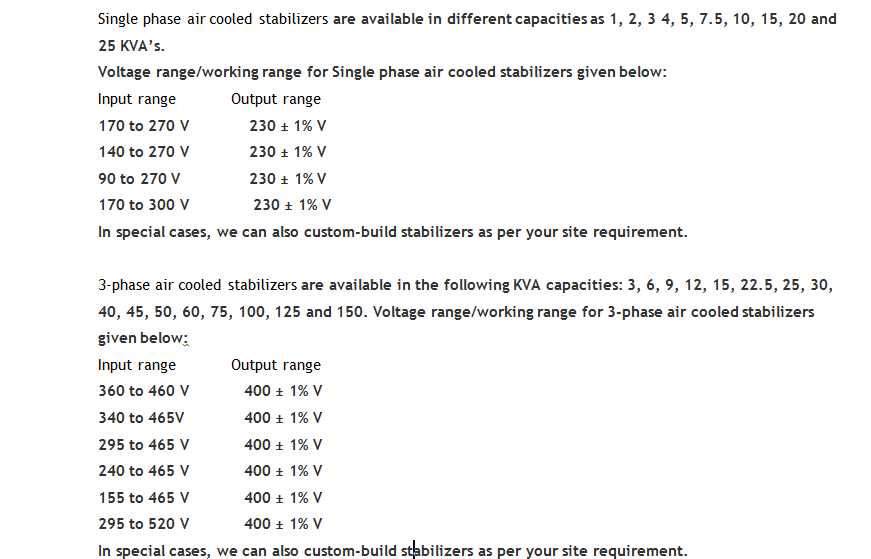 Single phase air cooled stabilizers are available in different capacities as 1, 2, 3 4, 5, 7.5, 10, 15, 20 and
25 KVA's.
Voltage range/working range for Single phase air cooled stabilizers given below:
Input range Output range
170 to 270 V 230 ± 1% V
140 to 270 V 230 ± 1% V
90 to 270 V 230 ± 1% V
170 to 300 V 230 ± 1% V
In special cases, we can also custom-build stabilizers as per your site requirement.
3-phase air cooled stabilizers are available in the following KVA capacities: 3, 6, 9, 12, 15, 22.5, 25, 30,
40, 45, 50, 60, 75, 100, 125 and 150. Voltage range/working range for 3-phase air cooled stabilizers
given below:
Input range Output range
360 to 460 V 400 ± 1% V
340 to 465V 400 ± 1% V
295 to 465 V 400 ± 1% V
240 to 465 V 400 ± 1% V
155 to 465 V 400 ± 1% V
295 to 520 V 400 ± 1% V
In special cases, we can also custom-build stabilizers as per your site requirement.